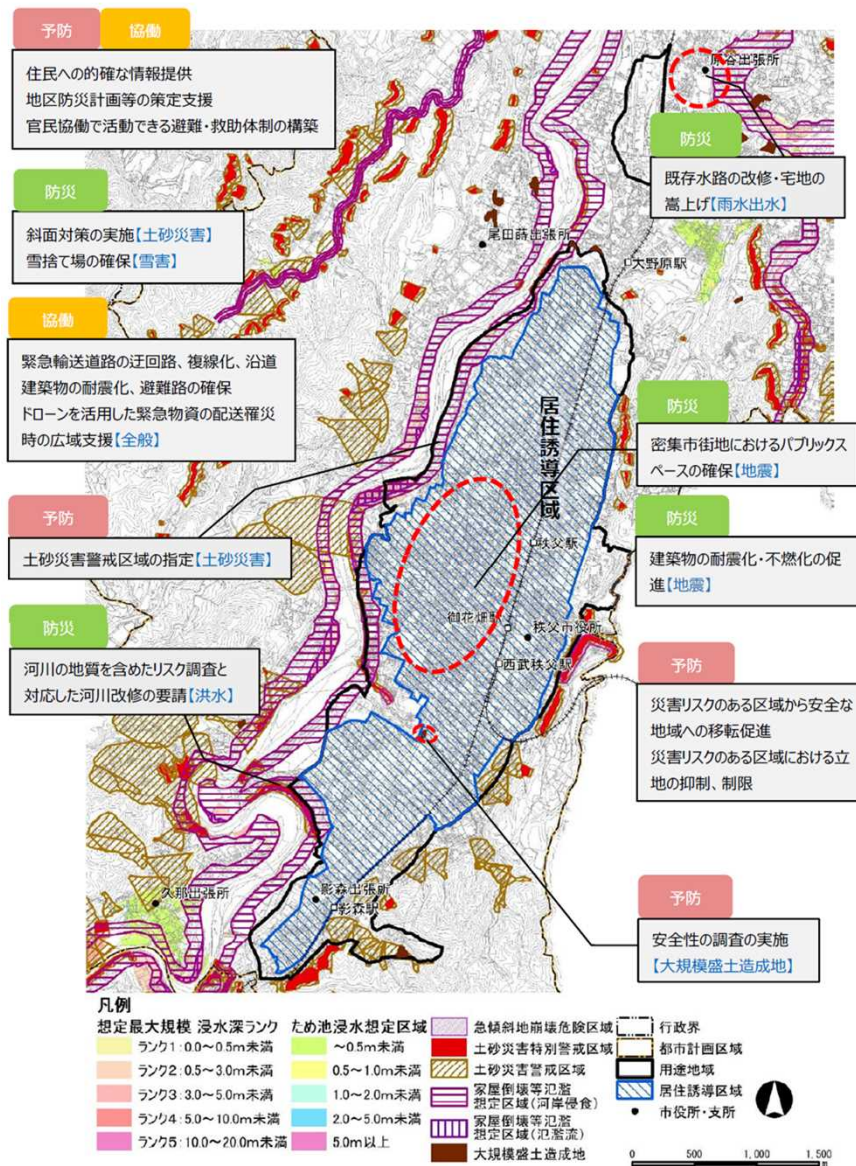 予防 協働
住民への的確な情報提供
地区防災計画等の策定支援
官民協働で活動できる避難・救助体制の構築
原谷出張所
防災
既存水路の改修・宅地の
嵩上げ【雨水出水】
防災
斜面対策の実施【土砂災害】
雪捨て場の確保【雪害】
尾田蒔出張所
大野原駅
協働
緊急輸送道路の迂回路、複線化、沿道
建築物の耐震化、避難路の確保
ドローンを活用した緊急物資の配送罹災
時の広域支援【全般】
居住誘導区域
防災
密集市街地におけるパブリックス
ペースの確保【地震】
予防
土砂災害警戒区域の指定【土砂災害】
秩父駅
防災
建築物の耐震化・不燃化の促
進【地震】
御花畑駅
秩父市役所
西武秩父駅
防災
河川の地質を含めたリスク調査と
対応した河川改修の要請【洪水】
予防
災害リスクのある区域から安全な
地域への移転促進
災害リスクのある区域における立
地の抑制、制限
久那出張所
影森出張所
影森駅
予防
安全性の調査の実施
【大規模盛土造成地】
凡例
想定最大規模 浸水深ランク
ランク1:0.0～0.5m未満
ランク2:0.5～3.0m未満
ランク3:3.0～5.0m未満
ランク4:5.0～10.0m未満
ランク5:10.0～20.0m未満
ため池浸水想定区域
～0.5m未満
0.5～1.0m未満
1.0～2.0m未満
2.0～5.0m未満
5.0m以上
急傾斜地崩壊危険区域
土砂災害特別警戒区域
土砂災害警戒区域
家屋倒壊等氾濫
想定区域(河岸侵食)
家屋倒壊等氾濫
想定区域(氾濫流)
大規模盛土造成地
行政界
都市計画区域
用途地域
居住誘導区域
市役所・支所
0 500 1,000 1,500
m